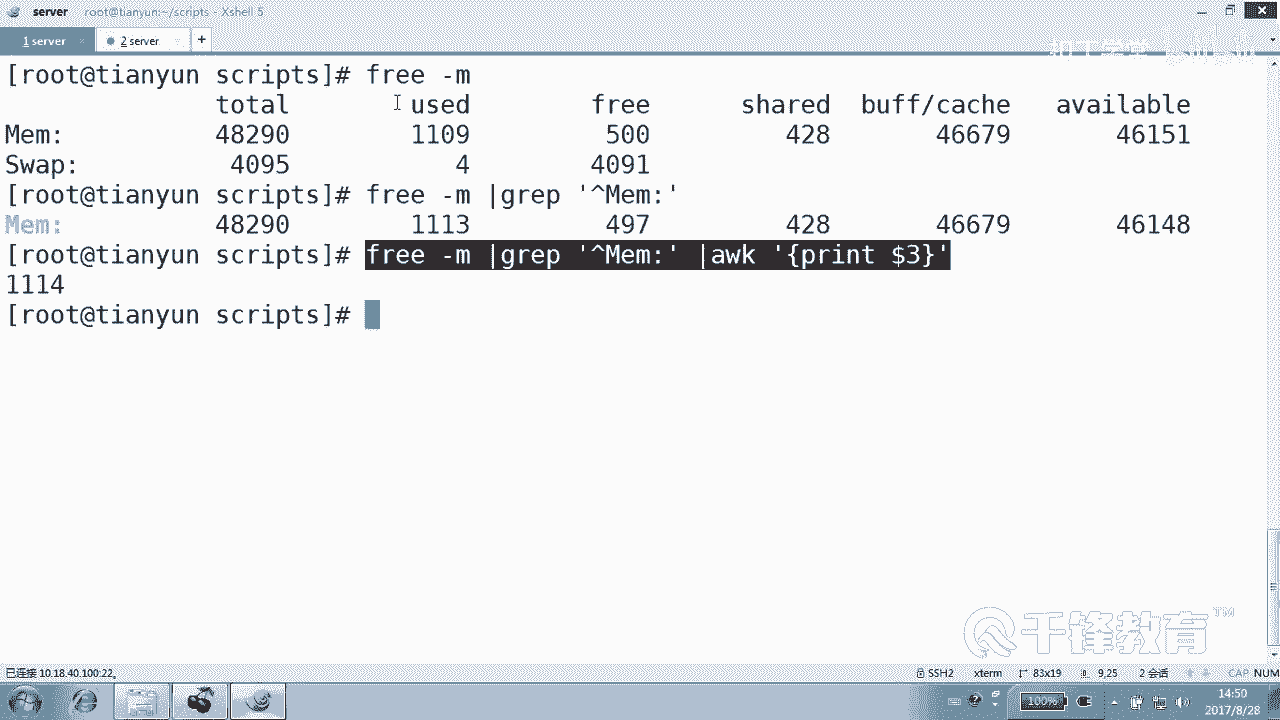 server root@tianyun:~/scripts - Xshell 5
1 server 2 server +
[root@tianyun scripts]# free -m
total used free shared buff/cache available
Mem: 48290 1109 500 428 46679 46151
Swap: 4095 4 4091
[root@tianyun scripts]# free -m |grep '^Mem:'
Mem: 48290 1113 497 428 46679 46148
[root@tianyun scripts]# free -m |grep '^Mem:' |awk '{print $3}'
1114
[root@tianyun scripts]#
千锋教育 TM
已连接 10.18.40.100:22。 SSH2 xterm 83x19 9,25 2 会话 CAP NUM
100% 14:50
2017/8/28